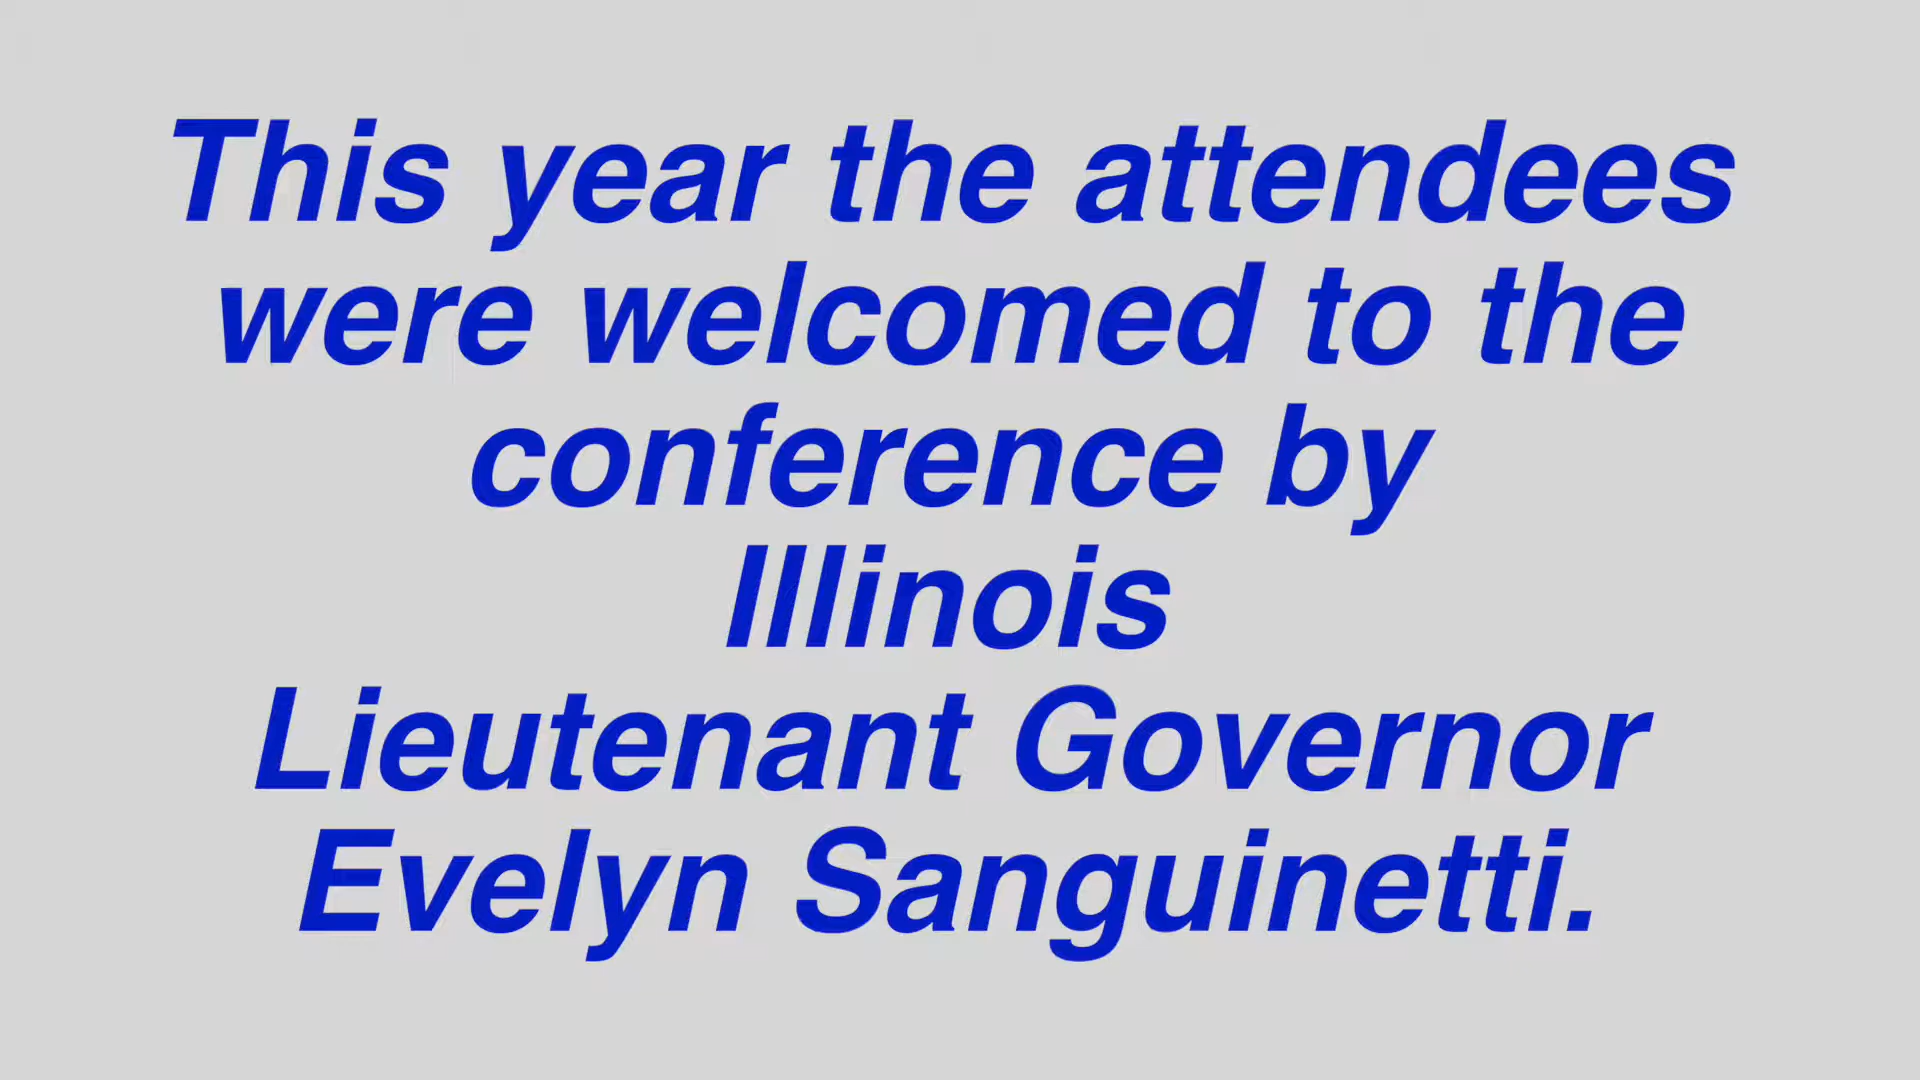 This year the attendees
were welcomed to the
conference by
Illinois
Lieutenant Governor
Evelyn Sanguinetti.